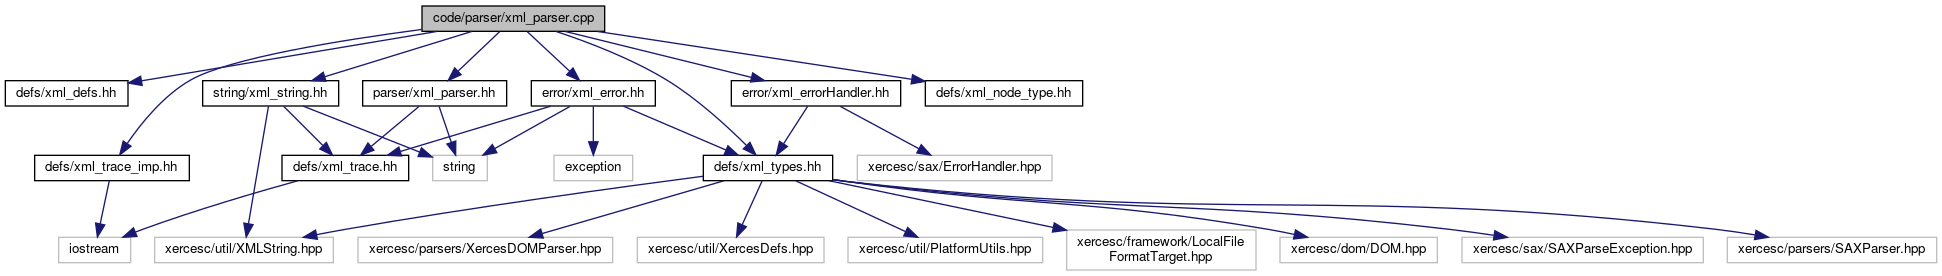 code/parser/xml_parser.cpp
defs/xml_defs.hh
string/xml_string.hh
parser/xml_parser.hh
error/xml_error.hh
error/xml_errorHandler.hh
defs/xml_node_type.hh
defs/xml_trace_imp.hh
defs/xml_trace.hh
string
exception
defs/xml_types.hh
xercesc/sax/ErrorHandler.hpp
iostream
xercesc/util/XMLString.hpp
xercesc/parsers/XercesDOMParser.hpp
xercesc/util/XercesDefs.hpp
xercesc/util/PlatformUtils.hpp
xercesc/framework/LocalFile
FormatTarget.hpp
xercesc/dom/DOM.hpp
xercesc/sax/SAXParseException.hpp
xercesc/parsers/SAXParser.hpp